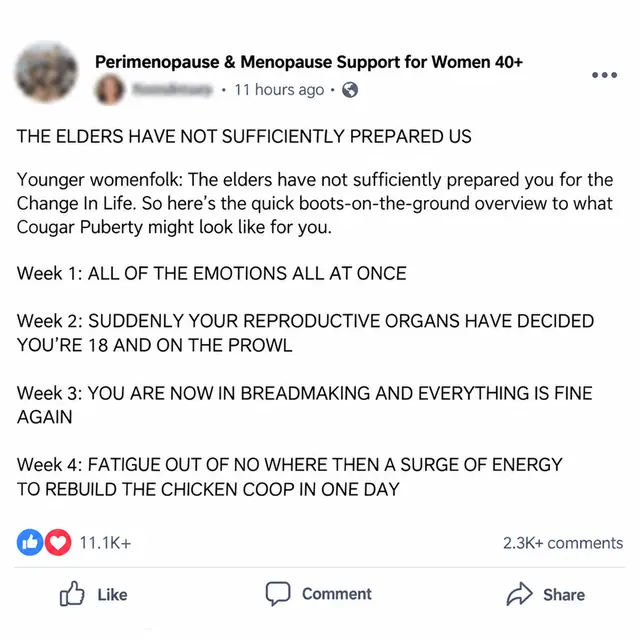 Perimenopause & Menopause Support for Women 40+
· 11 hours ago ·
THE ELDERS HAVE NOT SUFFICIENTLY PREPARED US
Younger womenfolk: The elders have not sufficiently prepared you for the
Change In Life. So here's the quick boots-on-the-ground overview to what
Cougar Puberty might look like for you.
Week 1: ALL OF THE EMOTIONS ALL AT ONCE
Week 2: SUDDENLY YOUR REPRODUCTIVE ORGANS HAVE DECIDED
YOU'RE 18 AND ON THE PROWL
Week 3: YOU ARE NOW IN BREADMAKING AND EVERYTHING IS FINE
AGAIN
Week 4: FATIGUE OUT OF NO WHERE THEN A SURGE OF ENERGY
TO REBUILD THE CHICKEN COOP IN ONE DAY
11.1K+ 2.3K+ comments
Like Comment Share